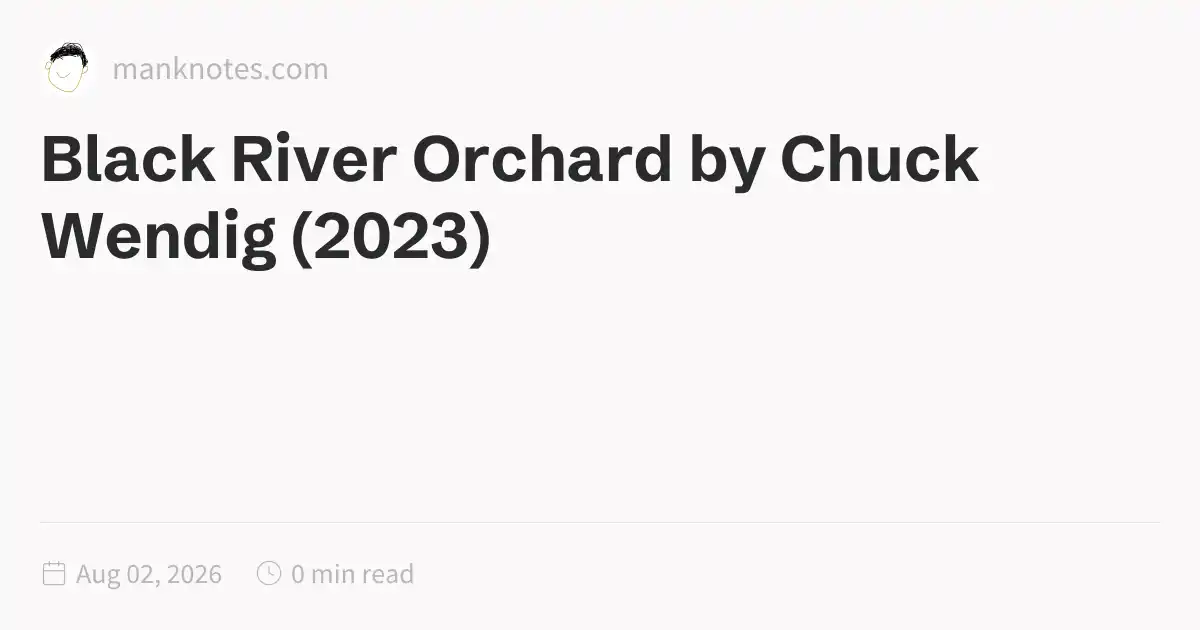 manknotes.com
Black River Orchard by Chuck
Wendig (2023)
Aug 02, 2026 0 min read